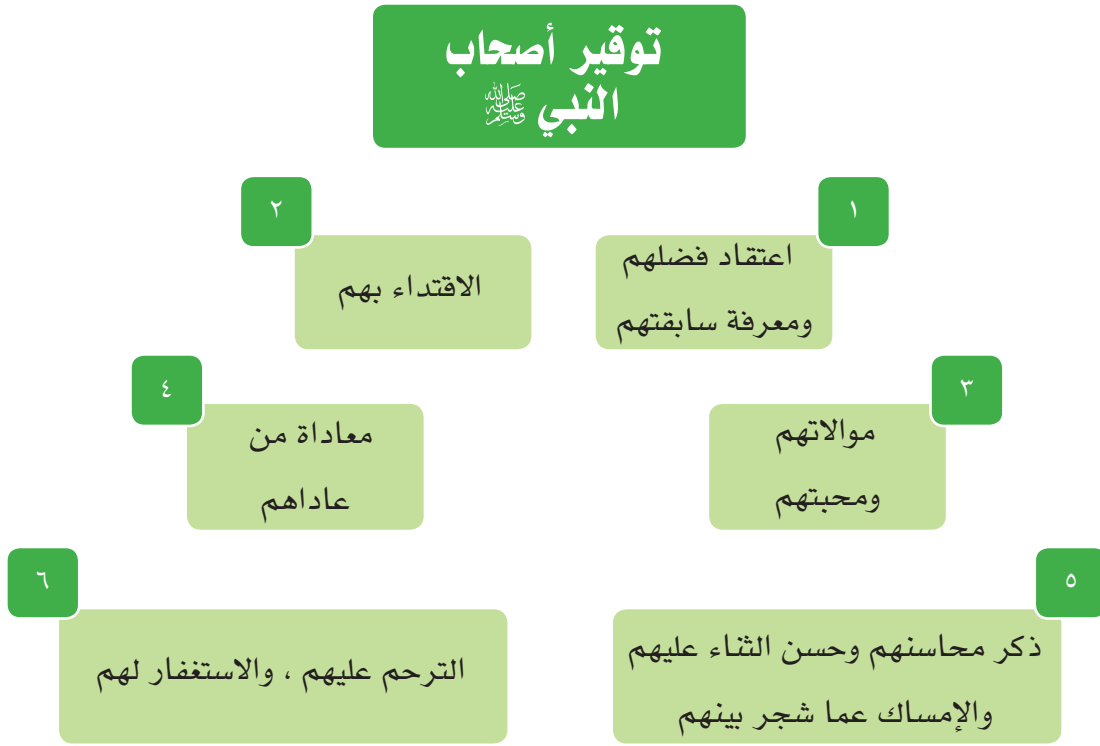 توقير أصحاب
النبي ﷺ
١
اعتقاد فضلهم
ومعرفة سابقتهم
٢
الاقتداء بهم
٣
موالاتهم
ومحبتهم
٤
معاداة من
عاداهم
٥
ذكر محاسنهم وحسن الثناء عليهم
والإمساك عما شجر بينهم
٦
الترحم عليهم ، والاستغفار لهم